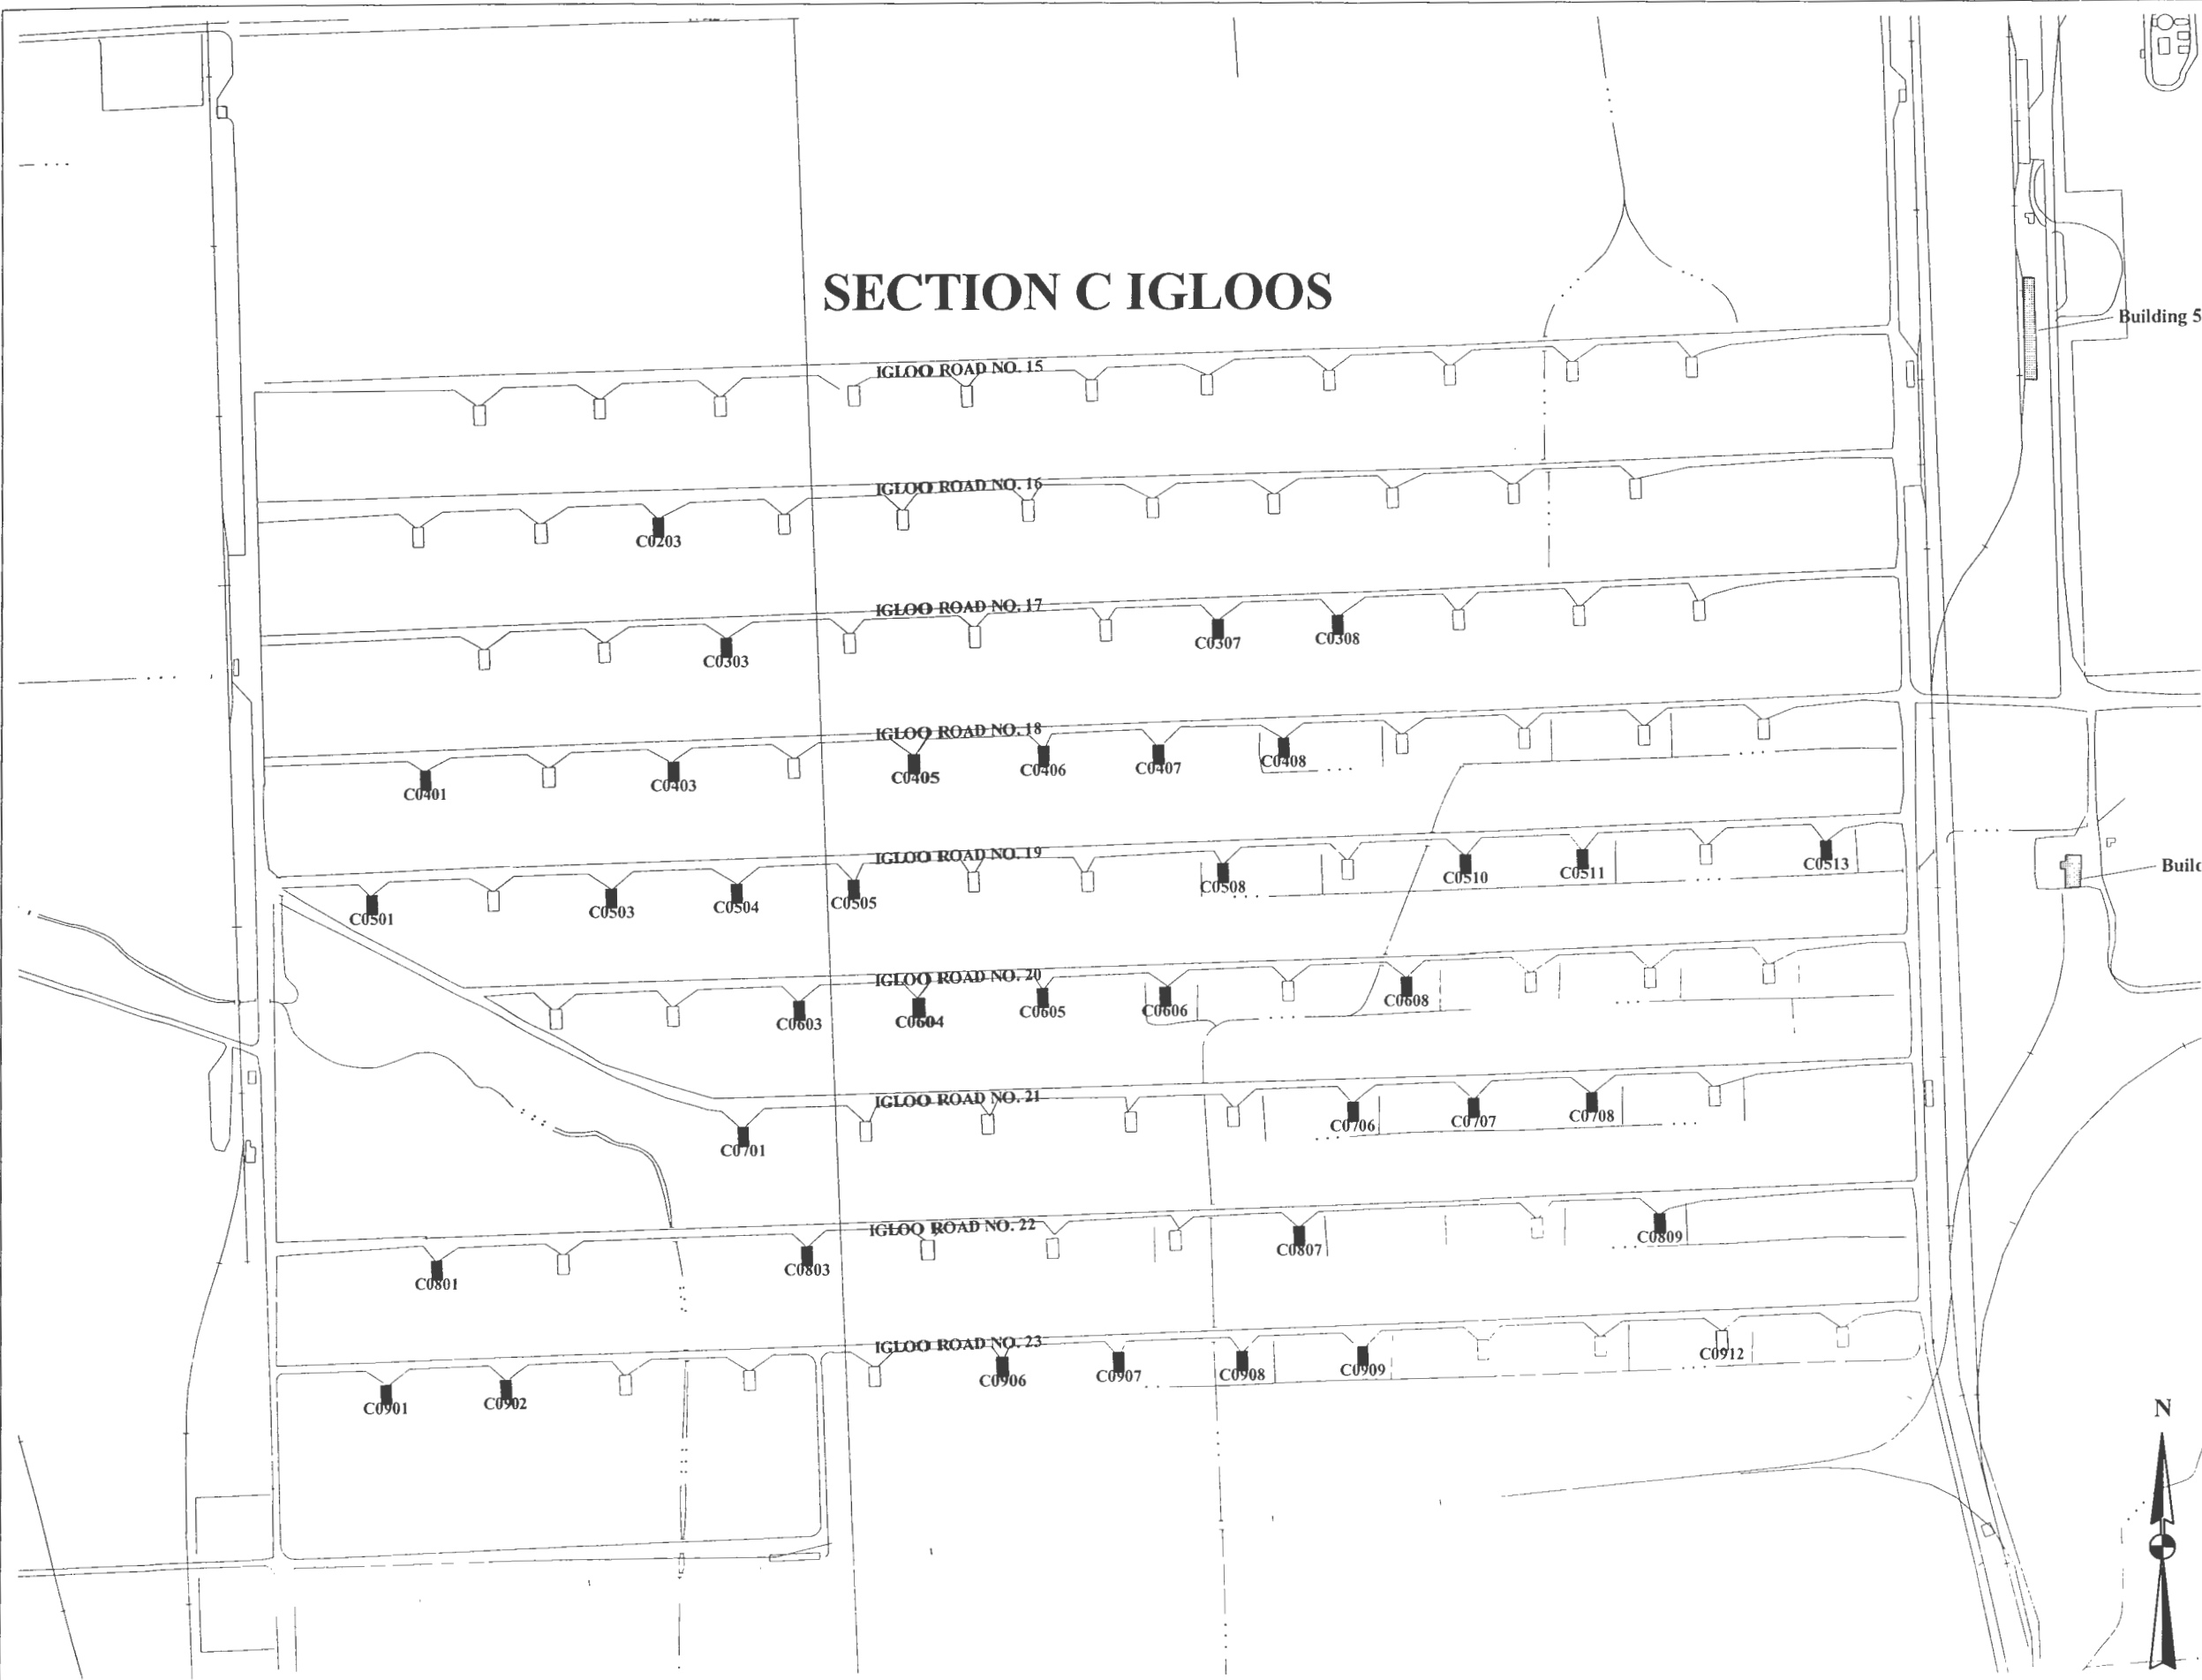 SECTION C IGLOOS
Building 5
IGLOO ROAD NO. 15
IGLOO ROAD NO. 16
C0203
IGLOO ROAD NO. 17
C0303
C0307
C0308
IGLOO ROAD NO. 18
C0401
C0403
C0405
C0406
C0407
C0408
IGLOO ROAD NO. 19
C0501
C0503
C0504
C0505
C0508
C0510
C0511
C0513
Build
IGLOO ROAD NO. 20
C0603
C0604
C0605
C0606
C0608
IGLOO ROAD NO. 21
C0701
C0706
C0707
C0708
IGLOO ROAD NO. 22
C0801
C0803
C0807
C0809
IGLOO ROAD NO. 23
C0901
C0902
C0906
C0907
C0908
C0909
C0912
N